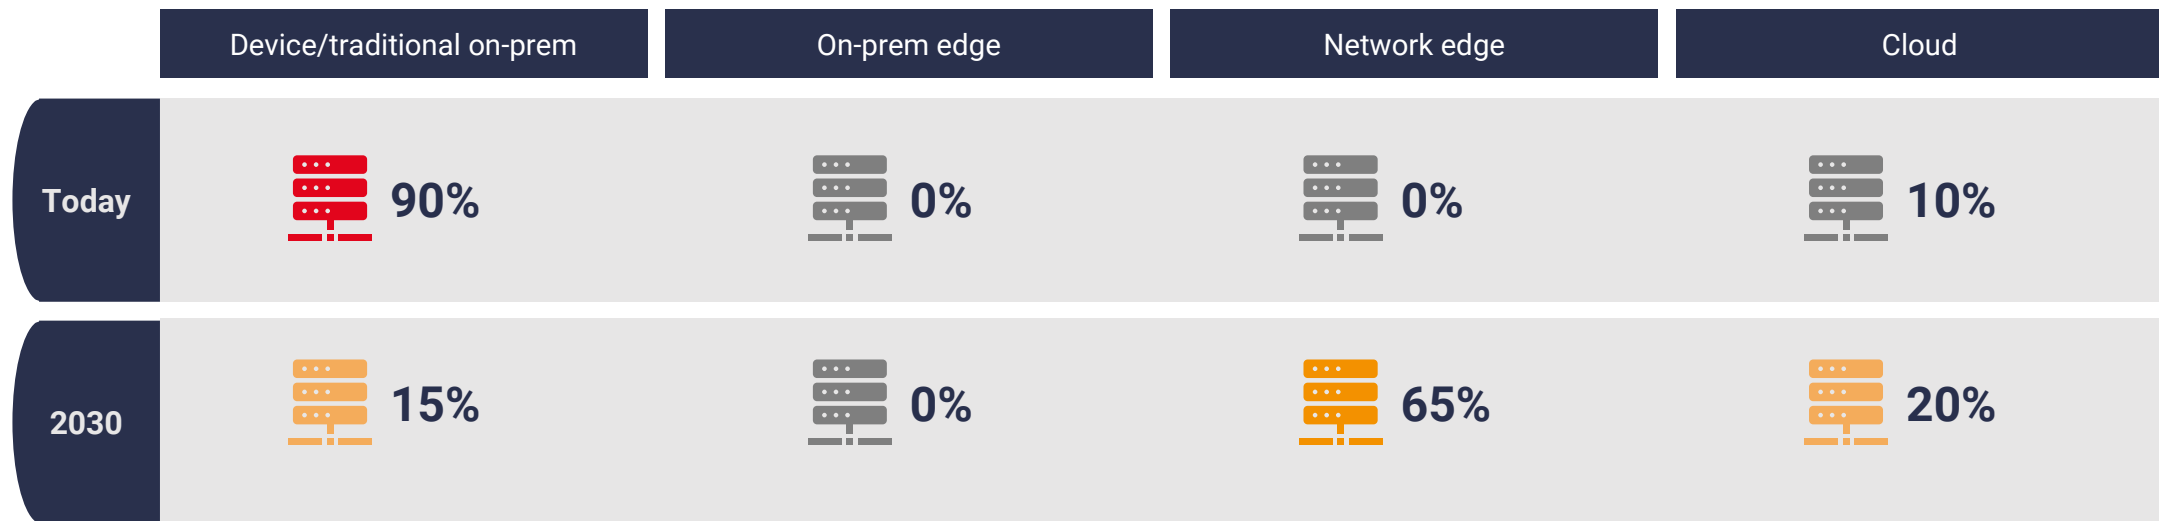 Device/traditional on-prem
On-prem edge
Network edge
Cloud
Today
90%
0%
0%
10%
2030
15%
0%
65%
20%